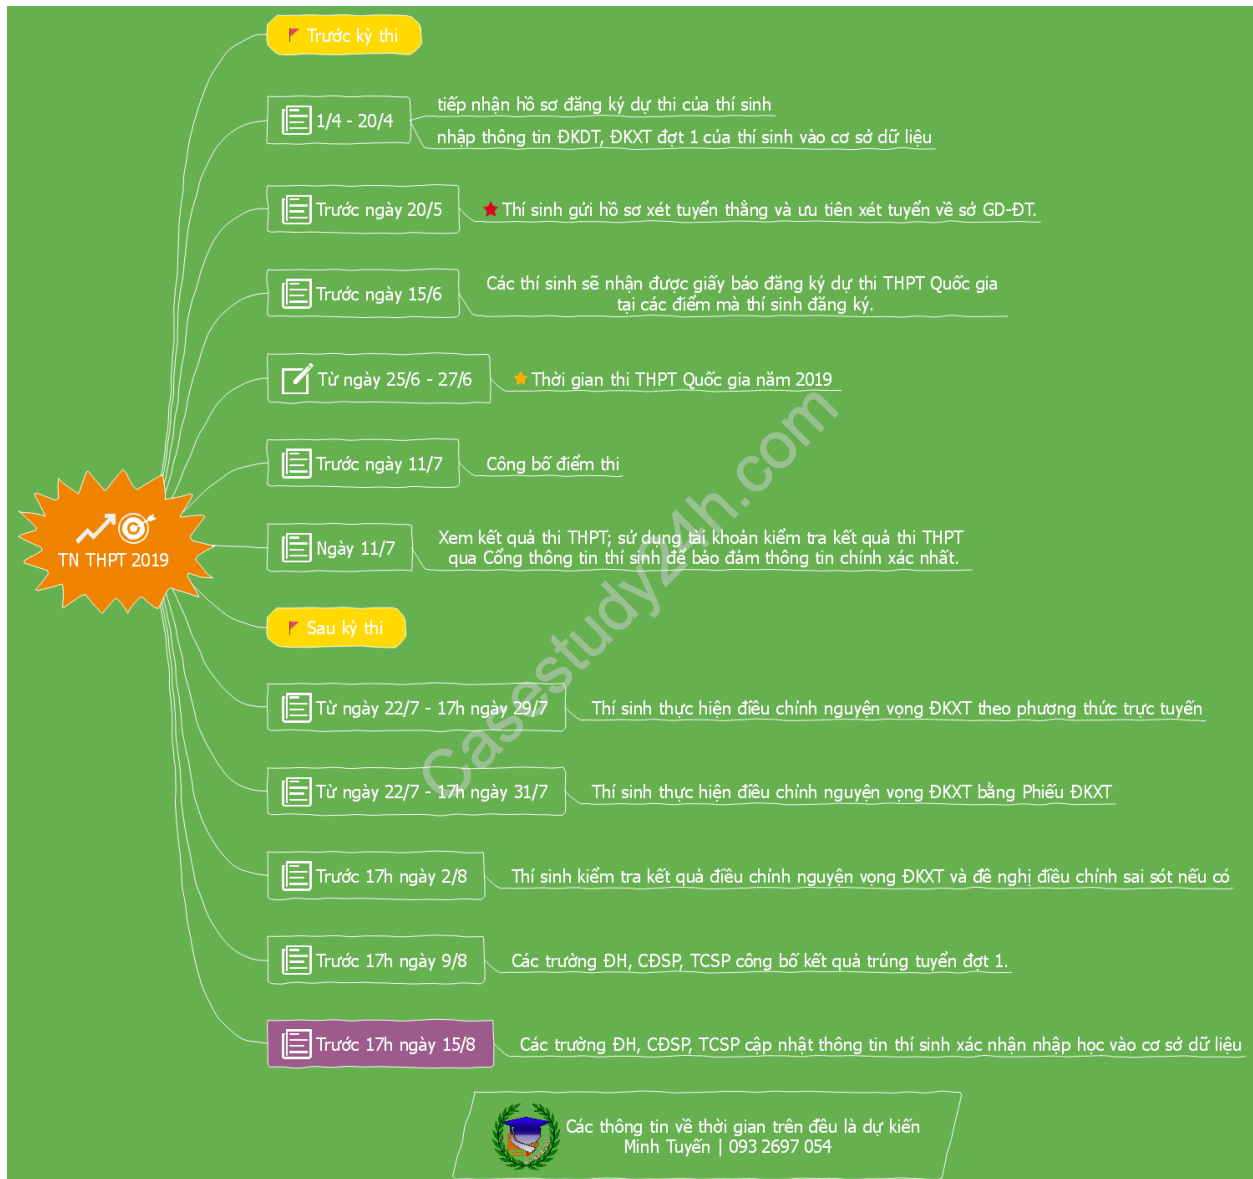 Trước kỳ thi
1/4 - 20/4
tiếp nhận hồ sơ đăng ký dự thi của thí sinh
nhập thông tin ĐKDT, ĐKXT đợt 1 của thí sinh vào cơ sở dữ liệu
Trước ngày 20/5
Thí sinh gửi hồ sơ xét tuyển thẳng và ưu tiên xét tuyển về sở GD-ĐT.
Trước ngày 15/6
Các thí sinh sẽ nhận được giấy báo đăng ký dự thi THPT Quốc gia
tại các điểm mà thí sinh đăng ký.
Từ ngày 25/6 - 27/6
Thời gian thi THPT Quốc gia năm 2019
Trước ngày 11/7
Công bố điểm thi
TN THPT 2019
Ngày 11/7
Xem kết quả thi THPT; sử dụng tài khoản kiểm tra kết quả thi THPT
qua Cổng thông tin thí sinh để bảo đảm thông tin chính xác nhất.
Sau kỳ thi
Từ ngày 22/7 - 17h ngày 29/7
Thí sinh thực hiện điều chỉnh nguyện vọng ĐKXT theo phương thức trực tuyến
Từ ngày 22/7 - 17h ngày 31/7
Thí sinh thực hiện điều chỉnh nguyện vọng ĐKXT bằng Phiếu ĐKXT
Trước 17h ngày 2/8
Thí sinh kiểm tra kết quả điều chỉnh nguyện vọng ĐKXT và đề nghị điều chỉnh sai sót nếu có
Trước 17h ngày 9/8
Các trường ĐH, CĐSP, TCSP công bố kết quả trúng tuyển đợt 1.
Trước 17h ngày 15/8
Các trường ĐH, CĐSP, TCSP cập nhật thông tin thí sinh xác nhận nhập học vào cơ sở dữ liệu
Các thông tin về thời gian trên đều là dự kiến
Minh Tuyến | 093 2697 054
Casestudy24h.com